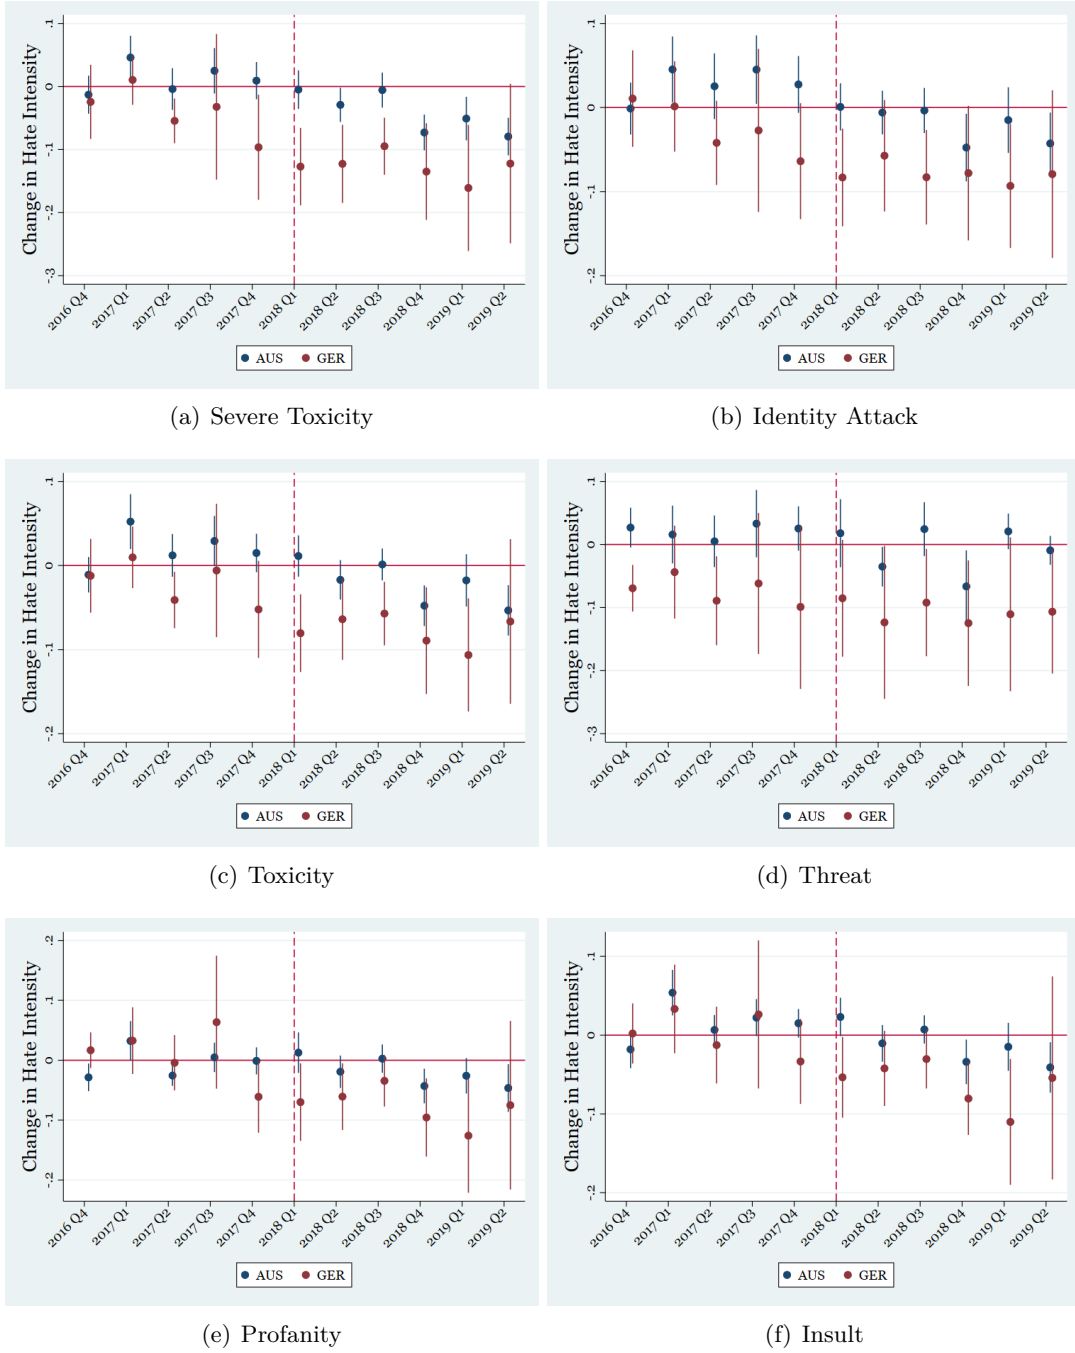 Change in Hate Intensity
.1
0
-.1
-.2
-.3
2016 Q4
2017 Q1
2017 Q2
2017 Q3
2017 Q4
2018 Q1
2018 Q2
2018 Q3
2018 Q4
2019 Q1
2019 Q2
AUS GER
(a) Severe Toxicity
Change in Hate Intensity
.1
0
-.1
-.2
2016 Q4
2017 Q1
2017 Q2
2017 Q3
2017 Q4
2018 Q1
2018 Q2
2018 Q3
2018 Q4
2019 Q1
2019 Q2
AUS GER
(b) Identity Attack
Change in Hate Intensity
.1
0
-.1
-.2
2016 Q4
2017 Q1
2017 Q2
2017 Q3
2017 Q4
2018 Q1
2018 Q2
2018 Q3
2018 Q4
2019 Q1
2019 Q2
AUS GER
(c) Toxicity
Change in Hate Intensity
.1
0
-.1
-.2
-.3
2016 Q4
2017 Q1
2017 Q2
2017 Q3
2017 Q4
2018 Q1
2018 Q2
2018 Q3
2018 Q4
2019 Q1
2019 Q2
AUS GER
(d) Threat
Change in Hate Intensity
.2
.1
0
-.1
-.2
2016 Q4
2017 Q1
2017 Q2
2017 Q3
2017 Q4
2018 Q1
2018 Q2
2018 Q3
2018 Q4
2019 Q1
2019 Q2
AUS GER
(e) Profanity
Change in Hate Intensity
.1
0
-.1
-.2
2016 Q4
2017 Q1
2017 Q2
2017 Q3
2017 Q4
2018 Q1
2018 Q2
2018 Q3
2018 Q4
2019 Q1
2019 Q2
AUS GER
(f) Insult